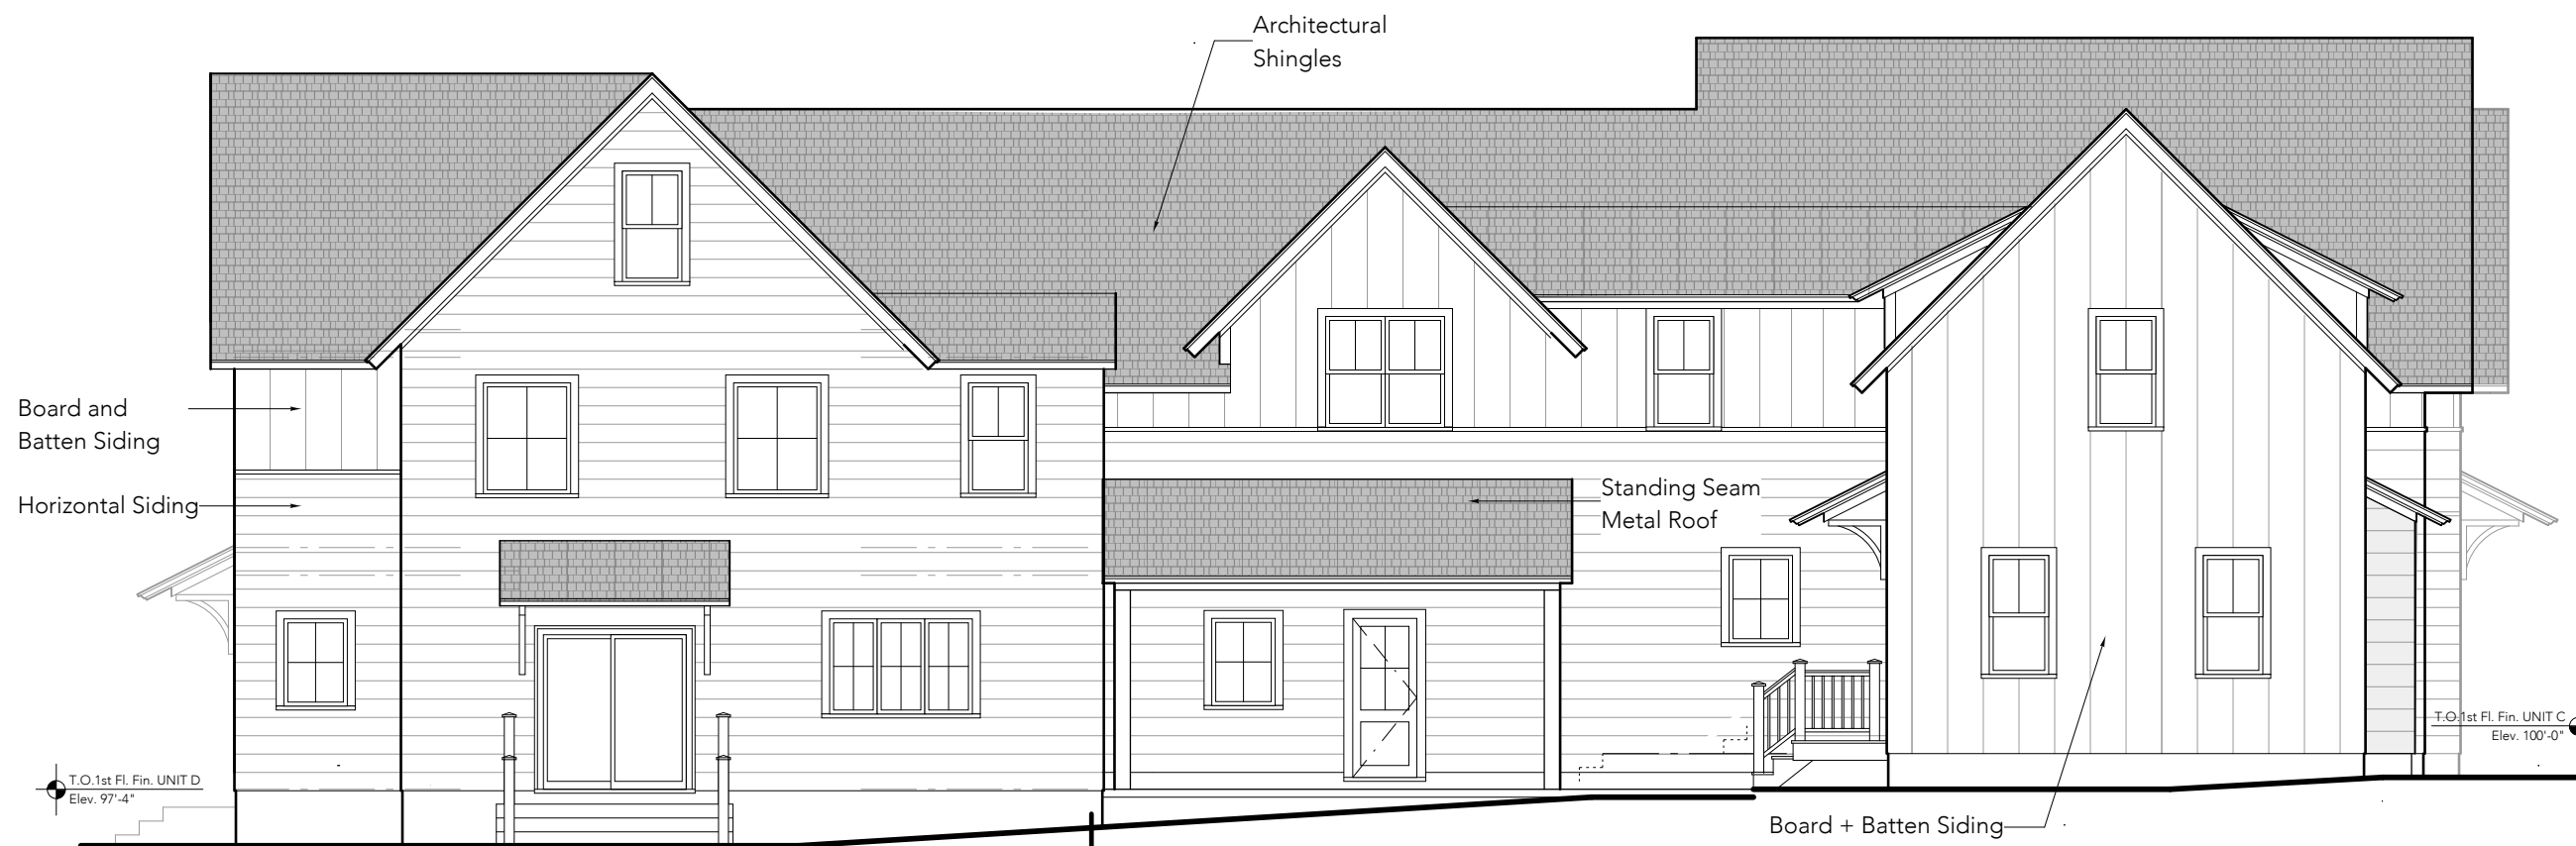 Architectural
Shingles
Board and
Batten Siding
Horizontal Siding
Standing Seam
Metal Roof
T.O.1st Fl. Fin. UNIT C
Elev. 100'-0"
T.O.1st Fl. Fin. UNIT D
Elev. 97'-4"
Board + Batten Siding